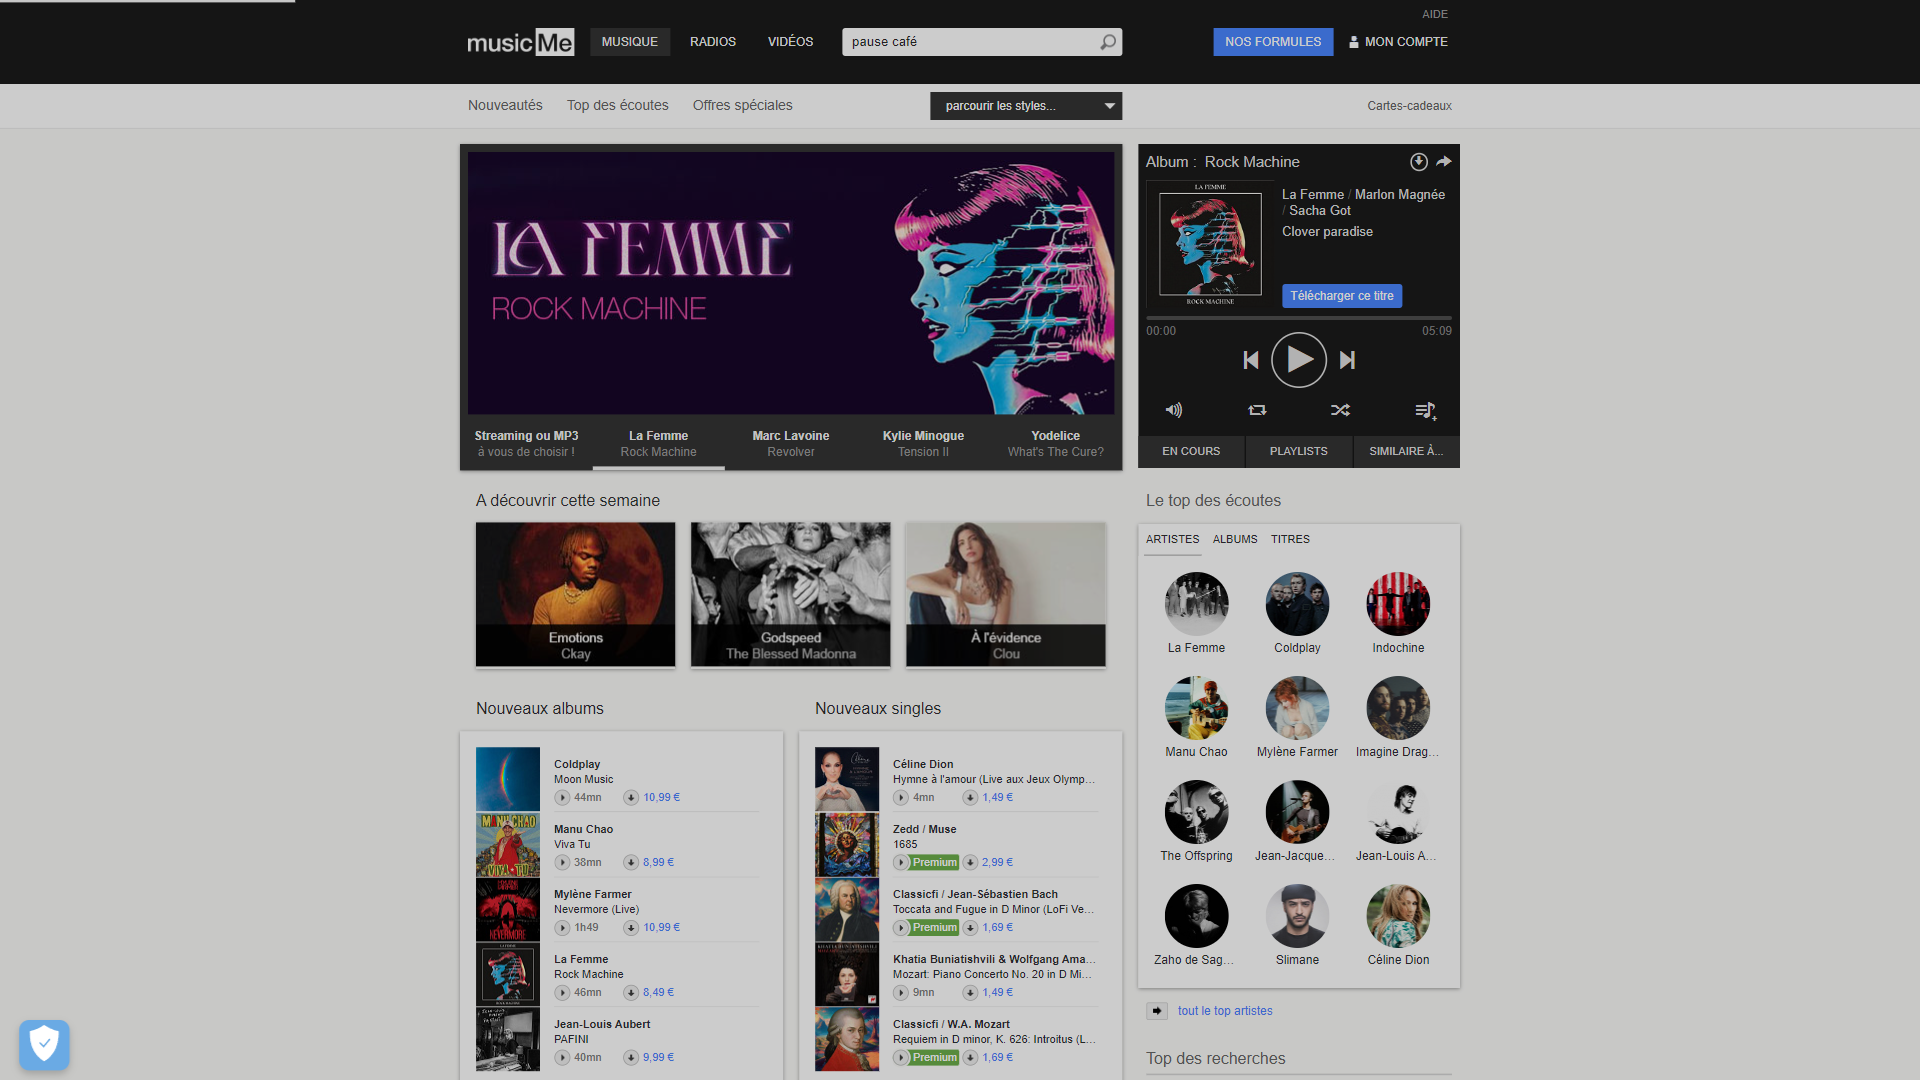 AIDE
musicMe
MUSIQUE
RADIOS
VIDÉOS
pause café
NOS FORMULES
MON COMPTE
Nouveautés
Top des écoutes
Offres spéciales
parcourir les styles...
Cartes-cadeaux
LA FEMME
ROCK MACHINE
Streaming ou MP3
à vous de choisir !
La Femme
Rock Machine
Marc Lavoine
Revolver
Kylie Minogue
Tension II
Yodelice
What's The Cure?
Album : Rock Machine
LA FEMME
ROCK MACHINE
La Femme / Marlon Magnée
/ Sacha Got
Clover paradise
Télécharger ce titre
00:00
05:09
EN COURS
PLAYLISTS
SIMILAIRE À...
A découvrir cette semaine
Emotions
Ckay
Godspeed
The Blessed Madonna
À l'évidence
Clou
Le top des écoutes
ARTISTES
ALBUMS
TITRES
La Femme
Coldplay
Indochine
Manu Chao
Mylène Farmer
Imagine Drag...
The Offspring
Jean-Jacque...
Jean-Louis A...
Zaho de Sag...
Slimane
Céline Dion
tout le top artistes
Top des recherches
Nouveaux albums
Coldplay
Moon Music
44mn
10,99 €
MANU CHAO
VIVA TU
Manu Chao
Viva Tu
38mn
8,99 €
NEVERMORE
Mylène Farmer
Nevermore (Live)
1h49
10,99 €
LA FEMME
ROCK MACHINE
La Femme
Rock Machine
46mn
8,49 €
Jean-Louis Aubert
PAFINI
40mn
9,99 €
Nouveaux singles
Céline Dion
Hymne à l'amour (Live aux Jeux Olymp...
4mn
1,49 €
Zedd / Muse
1685
Premium
2,99 €
Classicfi / Jean-Sébastien Bach
Toccata and Fugue in D Minor (LoFi Ve...
Premium
1,69 €
KHATIA BUNIATISHVILI
Khatia Buniatishvili & Wolfgang Ama...
Mozart: Piano Concerto No. 20 in D Mi...
9mn
1,49 €
Classicfi / W.A. Mozart
Requiem in D minor, K. 626: Introitus (L...
Premium
1,69 €